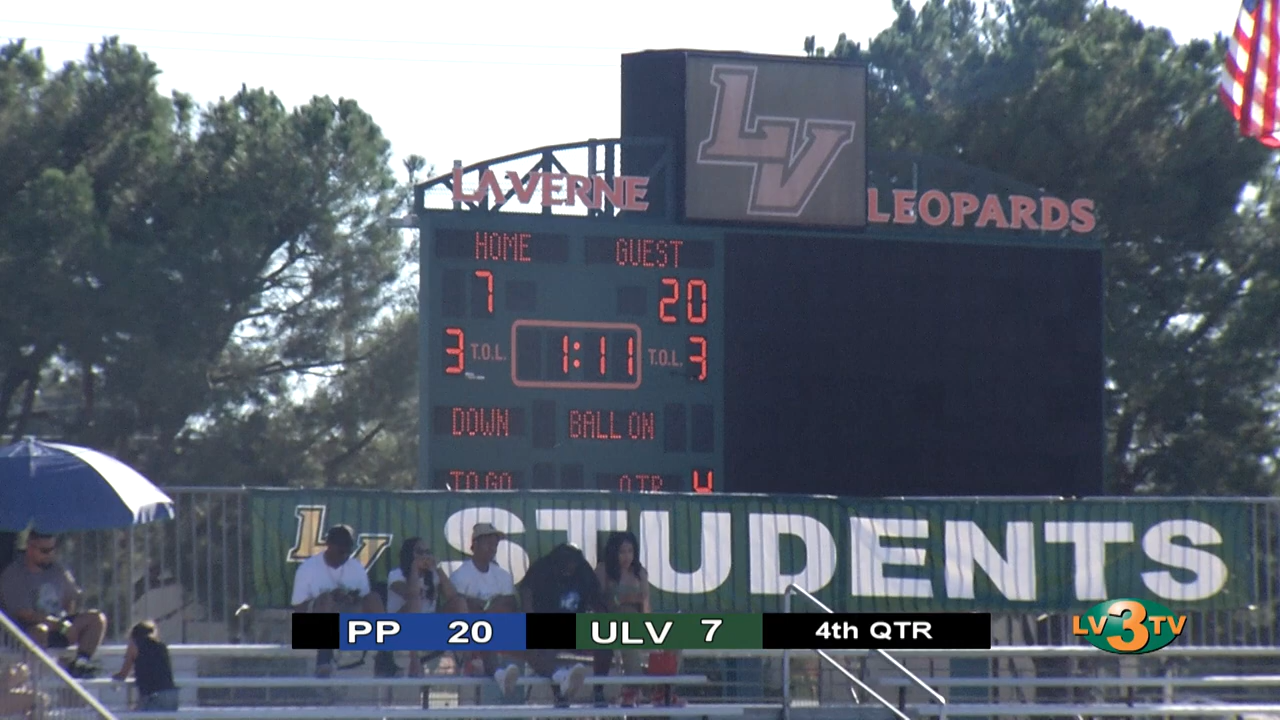 LV
LAVERNE
LEOPARDS
HOME GUEST
7 20
3 T.O.L. 1:11 T.O.L. 3
DOWN BALL ON
TO GO QTR 4
LV STUDENTS
PP 20 ULV 7 4th QTR
LV3TV